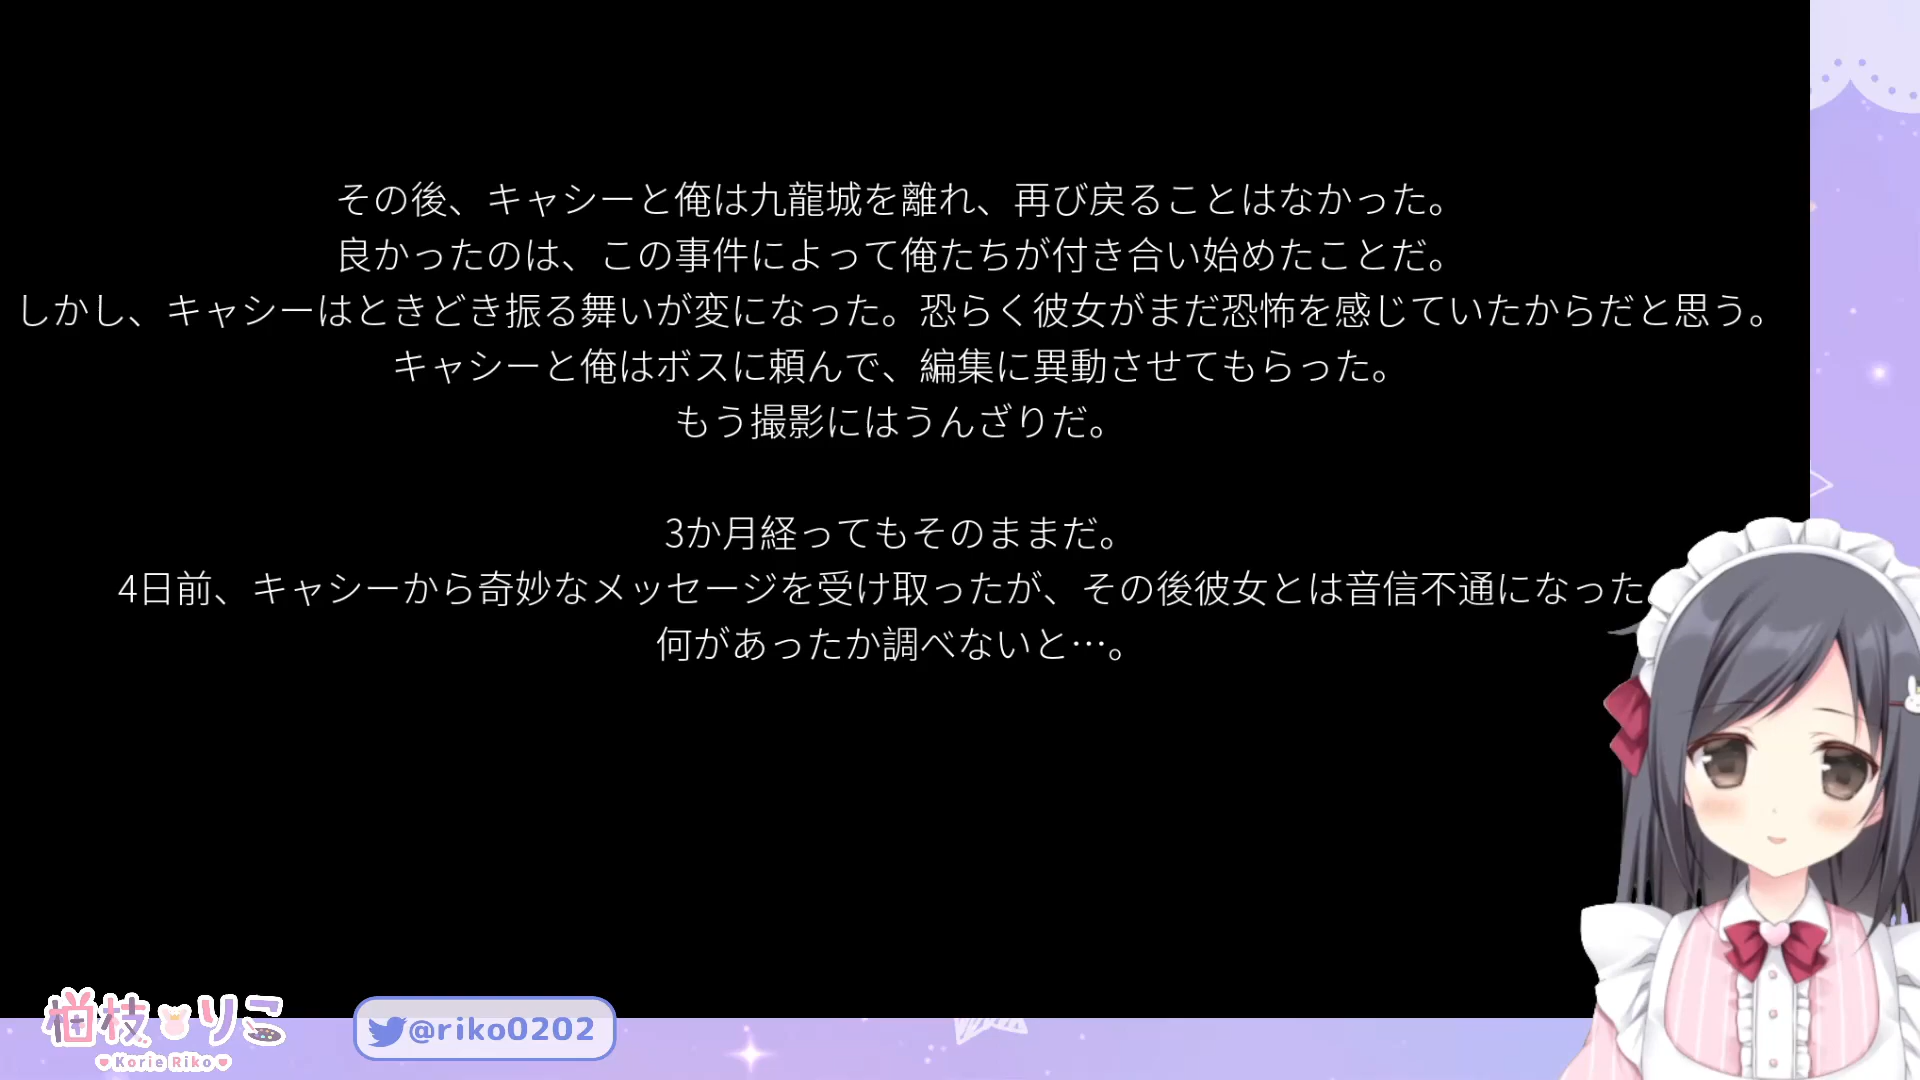 その後、キャシーと俺は九龍城を離れ、再び戻ることはなかった。
良かったのは、この事件によって俺たちが付き合い始めたことだ。
しかし、キャシーはときどき振る舞いが変になった。恐らく彼女がまだ恐怖を感じていたからだと思う。
キャシーと俺はボスに頼んで、編集に異動させてもらった。
もう撮影にはうんざりだ。
3か月経ってもそのままだ。
4日前、キャシーから奇妙なメッセージを受け取ったが、その後彼女とは音信不通になった。
何があったか調べないと…。
梱枝りこ
Korie Riko
@riko0202